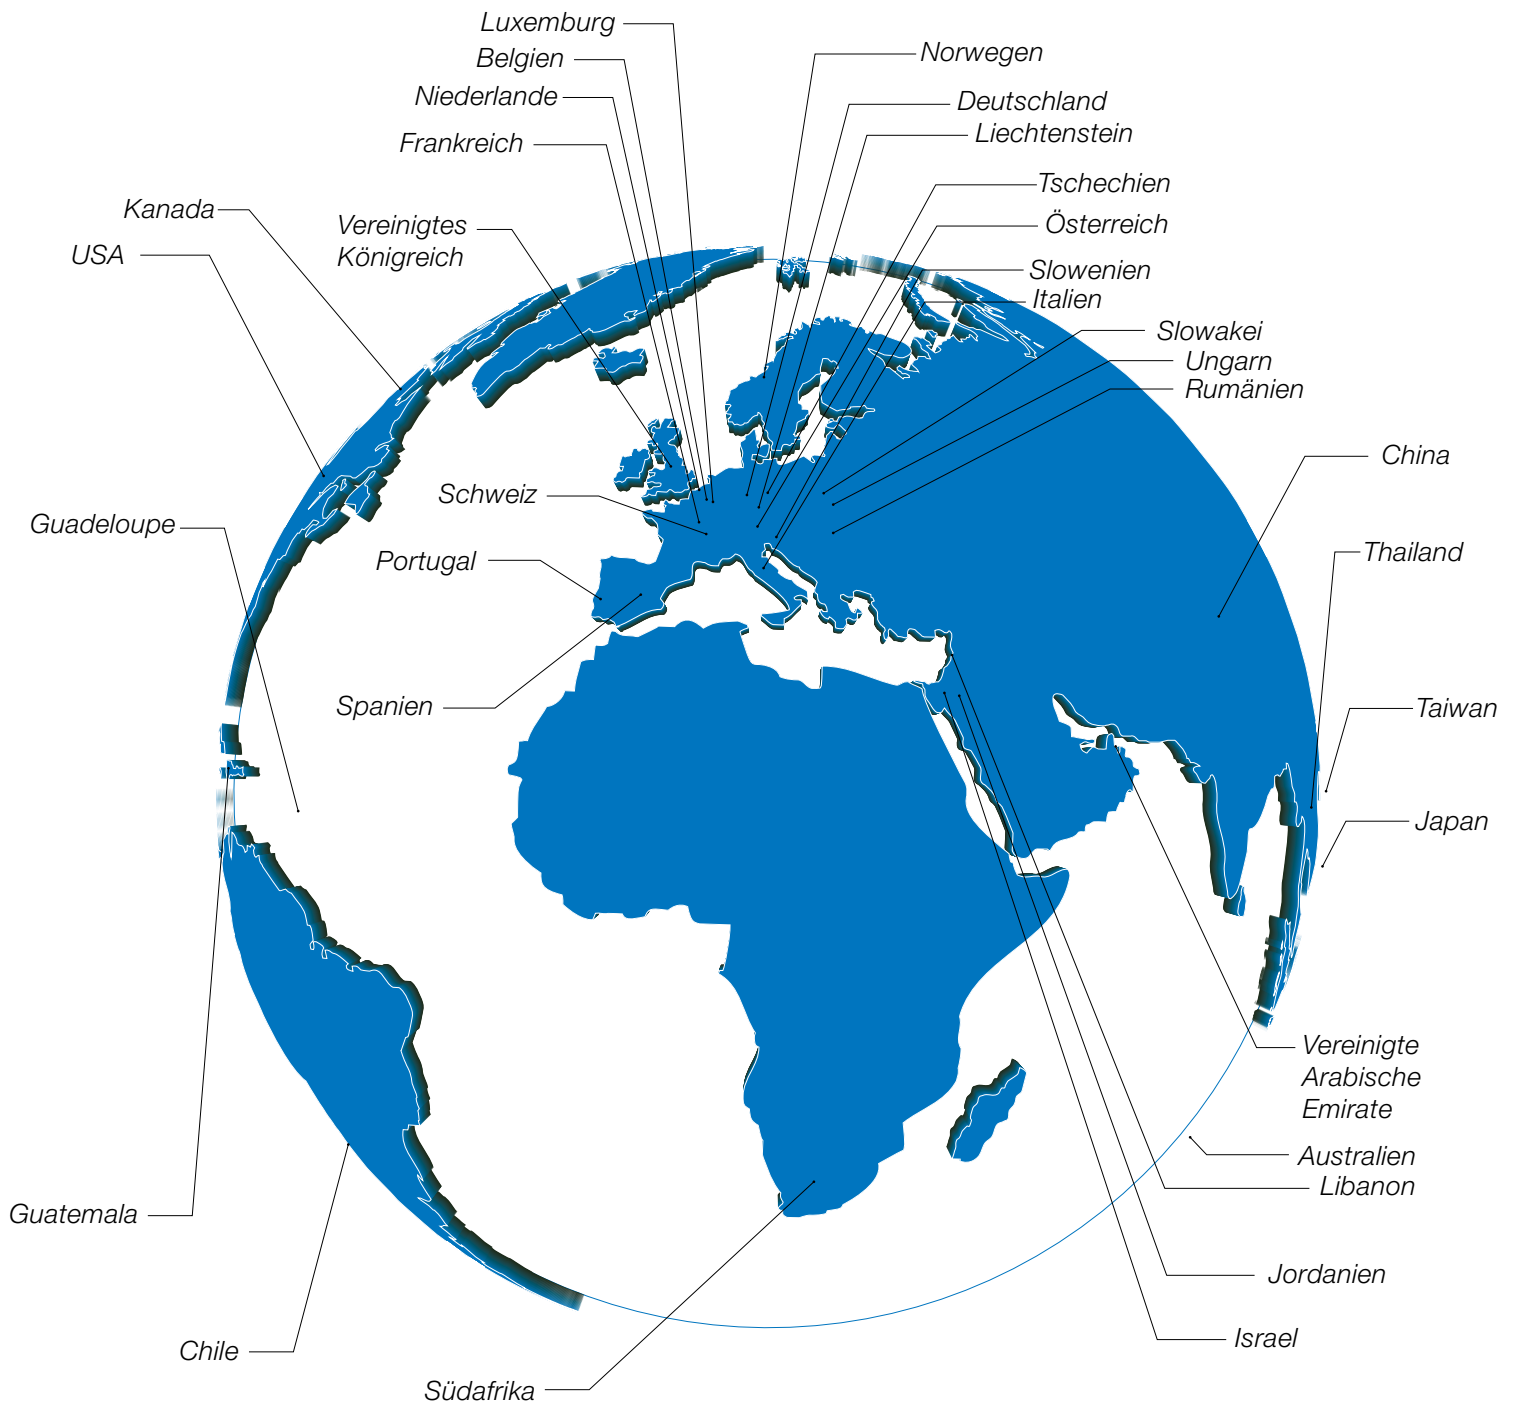 Luxemburg
Belgien
Niederlande
Frankreich
Norwegen
Deutschland
Liechtenstein
Tschechien
Österreich
Slowenien
Italien
Slowakei
Ungarn
Rumänien
Kanada
USA
Vereinigtes
Königreich
China
Schweiz
Guadeloupe
Portugal
Thailand
Spanien
Taiwan
Japan
Vereinigte
Arabische
Emirate
Australien
Libanon
Guatemala
Jordanien
Israel
Chile
Südafrika